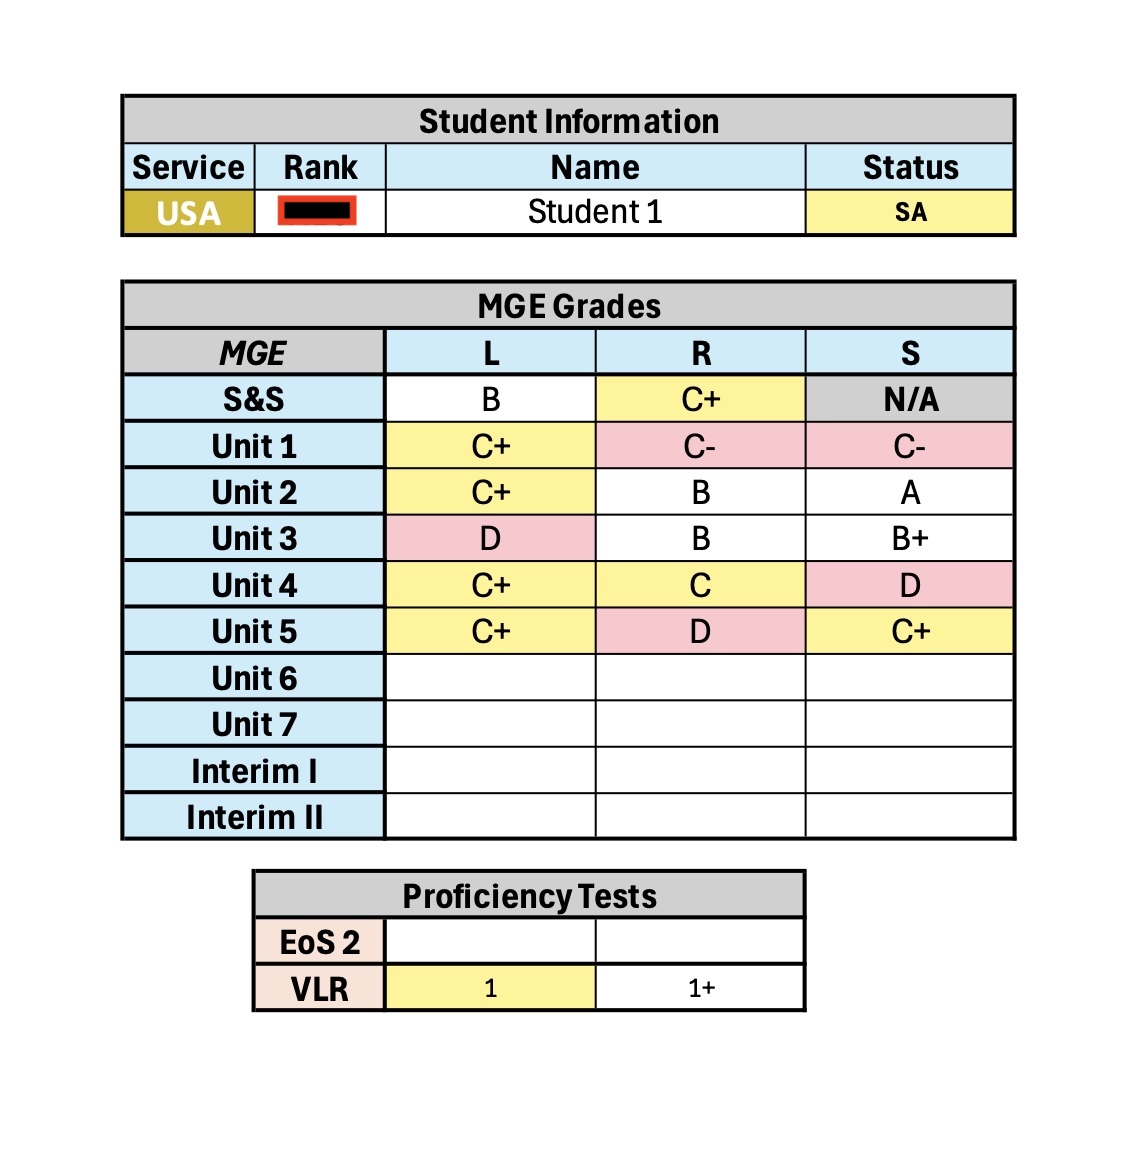 Student Information
Service Rank Name Status
USA Student 1 SA
MGE Grades
MGE L R S
S&S B C+ N/A
Unit 1 C+ C- C-
Unit 2 C+ B A
Unit 3 D B B+
Unit 4 C+ C D
Unit 5 C+ D C+
Unit 6
Unit 7
Interim I
Interim II
Proficiency Tests
EoS 2
VLR 1 1+